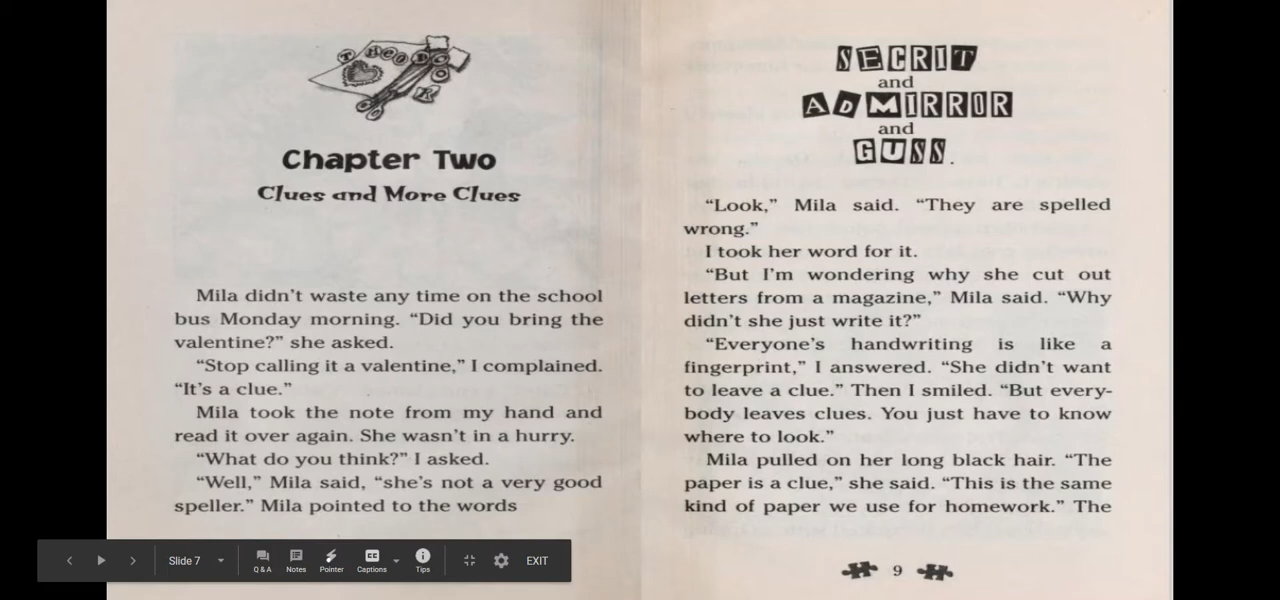 THEODO
R
Chapter Two
Clues and More Clues
Mila didn’t waste any time on the school
bus Monday morning. “Did you bring the
valentine?” she asked.
“Stop calling it a valentine,” I complained.
“It’s a clue.”
Mila took the note from my hand and
read it over again. She wasn’t in a hurry.
“What do you think?” I asked.
“Well,” Mila said, “she’s not a very good
speller.” Mila pointed to the words
SECRIT
and
ADMIRROR
and
GUSS.
“Look,” Mila said. “They are spelled
wrong.”
I took her word for it.
“But I’m wondering why she cut out
letters from a magazine,” Mila said. “Why
didn’t she just write it?”
“Everyone’s handwriting is like a
fingerprint,” I answered. “She didn’t want
to leave a clue.” Then I smiled. “But every-
body leaves clues. You just have to know
where to look.”
Mila pulled on her long black hair. “The
paper is a clue,” she said. “This is the same
kind of paper we use for homework.” The
9
Slide 7
Q & A
Notes
Pointer
CC
Captions
Tips
EXIT